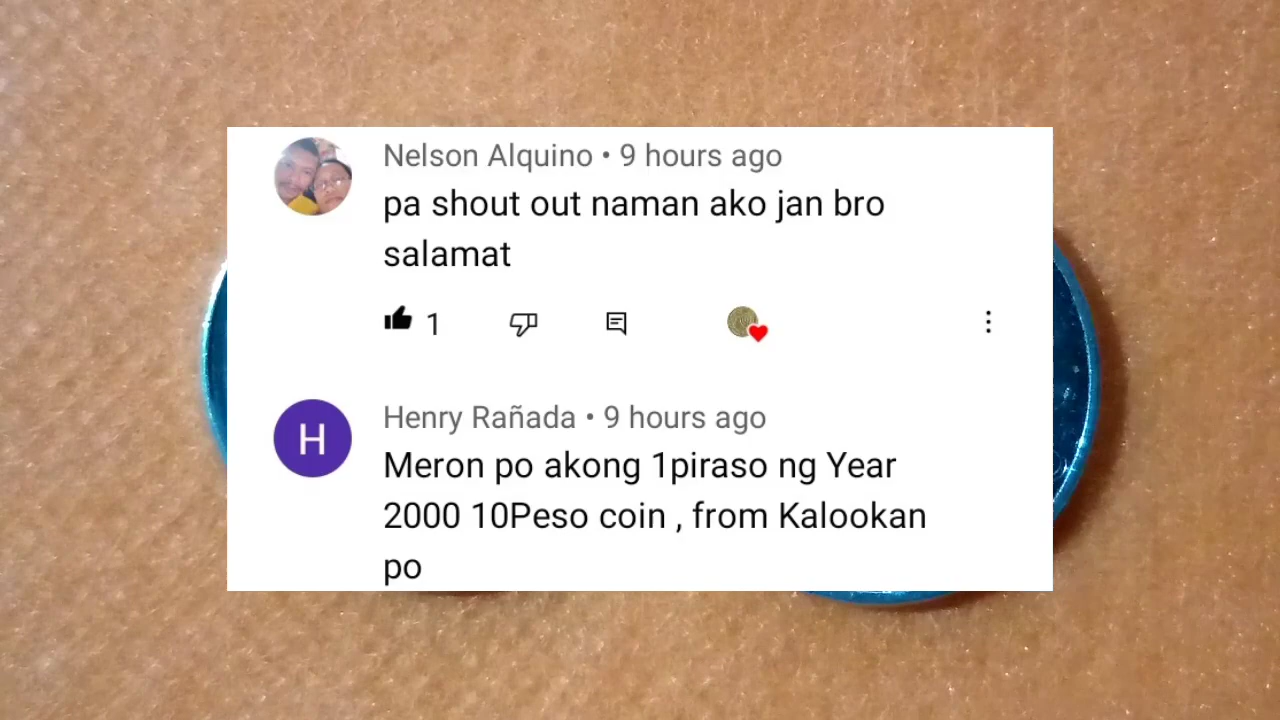 Nelson Alquino • 9 hours ago
pa shout out naman ako jan bro
salamat
1
H
Henry Rañada • 9 hours ago
Meron po akong 1piraso ng Year
2000 10Peso coin , from Kalookan
po